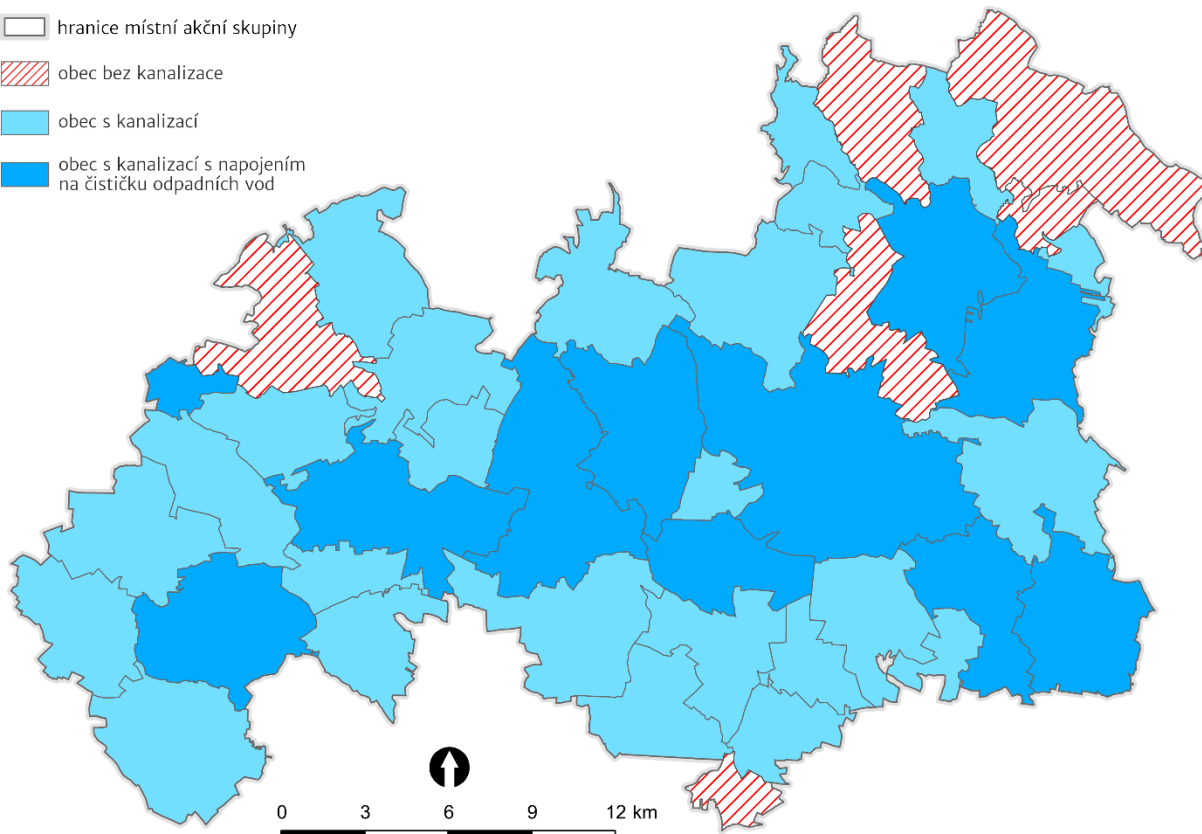 hranice místní akční skupiny
obec bez kanalizace
obec s kanalizací
obec s kanalizací s napojením
na čističku odpadních vod
0 3 6 9 12 km